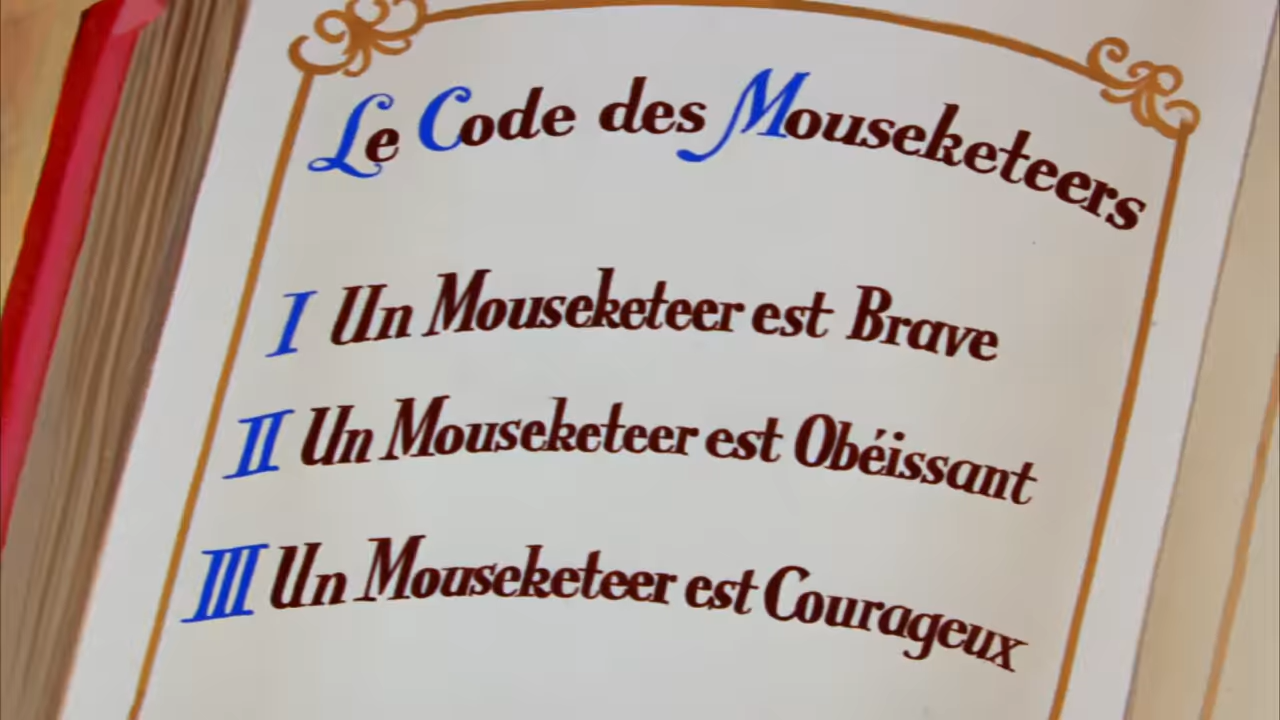 Le Code des Mouseketeers
I Un Mouseketeer est Brave
II Un Mouseketeer est Obéissant
III Un Mouseketeer est Courageux